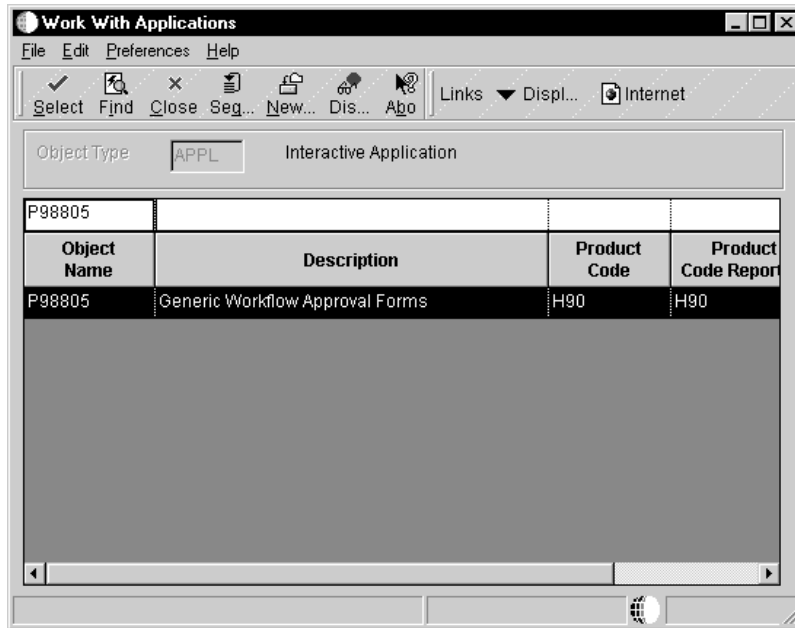 Work With Applications
File Edit Preferences Help
Select Find Close Seq... New... Dis... Abo Links Displ... Internet
Object Type APPL Interactive Application
P98805
Object Name Description Product Code Product Code Report
P98805 Generic Workflow Approval Forms H90 H90